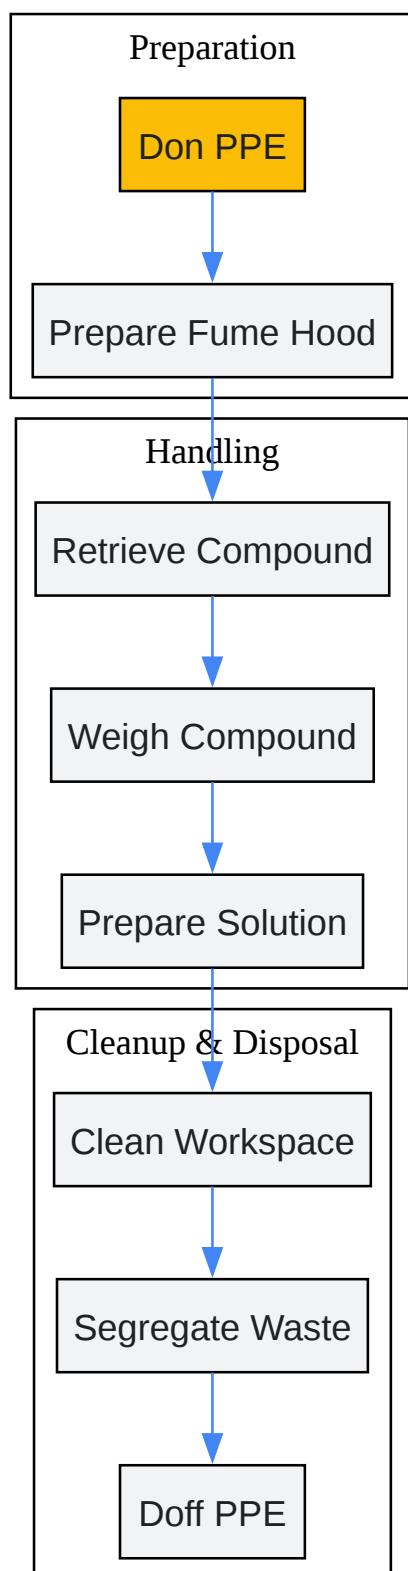 Preparation
Don PPE
Prepare Fume Hood
Handling
Retrieve Compound
Weigh Compound
Prepare Solution
Cleanup & Disposal
Clean Workspace
Segregate Waste
Doff PPE